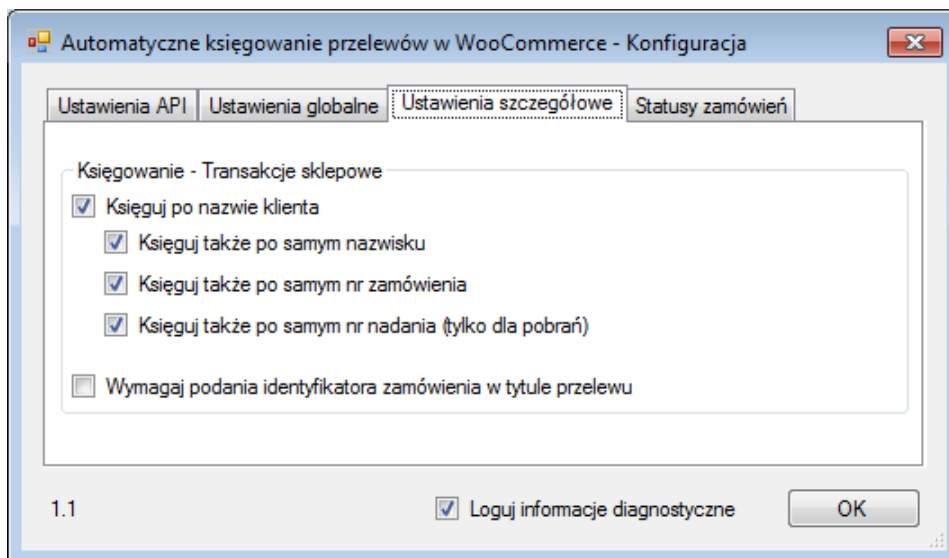 Automatyczne księgowanie przelewów w WooCommerce - Konfiguracja
Ustawienia API
Ustawienia globalne
Ustawienia szczegółowe
Statusy zamówień
Księgowanie - Transakcje sklepowe
Księguj po nazwie klienta
Księguj także po samym nazwisku
Księguj także po samym nr zamówienia
Księguj także po samym nr nadania (tylko dla pobrań)
Wymagaj podania identyfikatora zamówienia w tytule przelewu
1.1
Loguj informacje diagnostyczne
OK